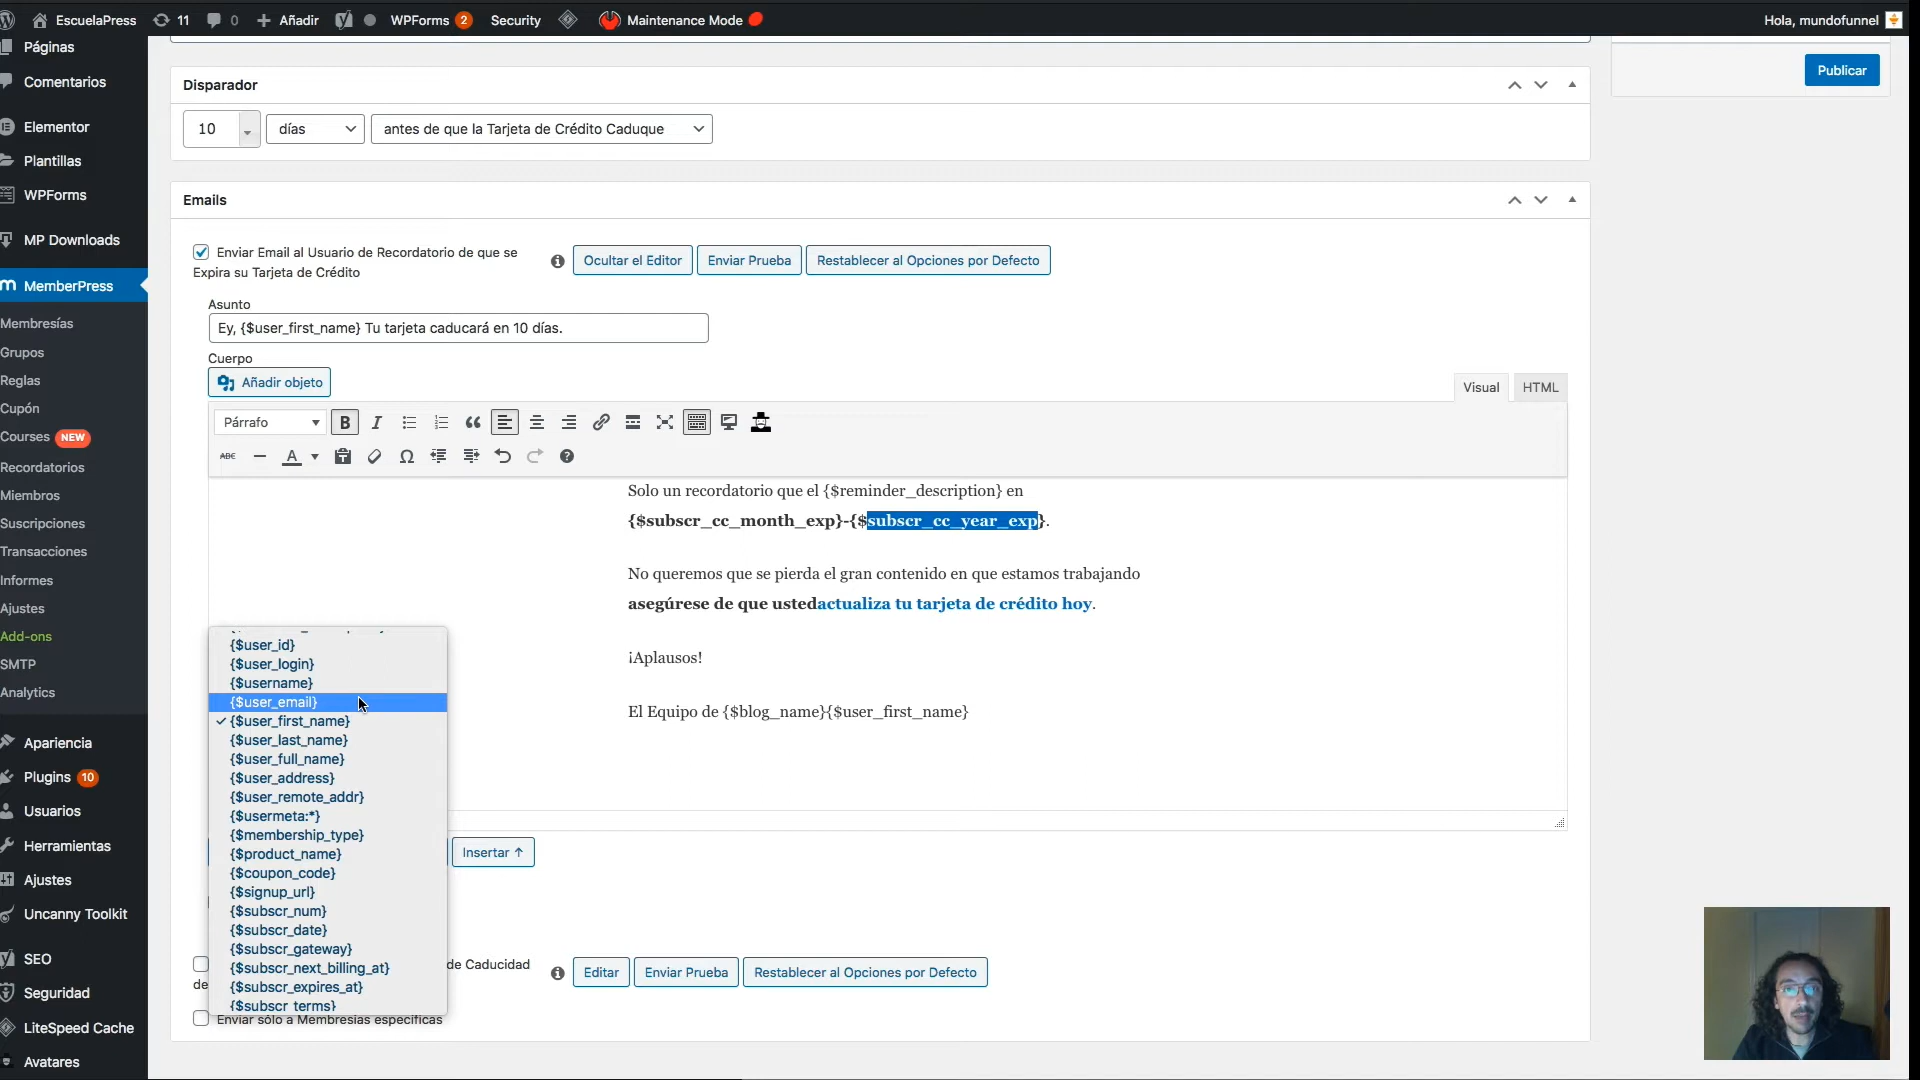 EscuelaPress
11
0
Añadir
WPForms 2
Security
Maintenance Mode
Hola, mundofunnel
Páginas
Comentarios
Elementor
Plantillas
WPForms
MP Downloads
MemberPress
Membresías
Grupos
Reglas
Cupón
Courses NEW
Recordatorios
Miembros
Suscripciones
Transacciones
Informes
Ajustes
Add-ons
SMTP
Analytics
Apariencia
Plugins 10
Usuarios
Herramientas
Ajustes
Uncanny Toolkit
SEO
Seguridad
LiteSpeed Cache
Avatares
Publicar
Disparador
10
días
antes de que la Tarjeta de Crédito Caduque
Emails
Enviar Email al Usuario de Recordatorio de que se
Expira su Tarjeta de Crédito
Ocultar el Editor
Enviar Prueba
Restablecer al Opciones por Defecto
Asunto
Ey, {$user_first_name} Tu tarjeta caducará en 10 días.
Cuerpo
Añadir objeto
Visual
HTML
Párrafo
B I
ABC
A
Solo un recordatorio que el {$reminder_description} en
{$subscr_cc_month_exp}-{$subscr_cc_year_exp}.
No queremos que se pierda el gran contenido en que estamos trabajando
asegúrese de que ustedactualiza tu tarjeta de crédito hoy.
¡Aplausos!
El Equipo de {$blog_name}{$user_first_name}
{$user_id}
{$user_login}
{$username}
{$user_email}
{$user_first_name}
{$user_last_name}
{$user_full_name}
{$user_address}
{$user_remote_addr}
{$usermeta:*}
{$membership_type}
{$product_name}
{$coupon_code}
{$signup_url}
{$subscr_num}
{$subscr_date}
{$subscr_gateway}
{$subscr_next_billing_at}
{$subscr_expires_at}
{$subscr_terms}
Insertar ↑
de Caducidad
de
Editar
Enviar Prueba
Restablecer al Opciones por Defecto
Enviar sólo a Membresías específicas